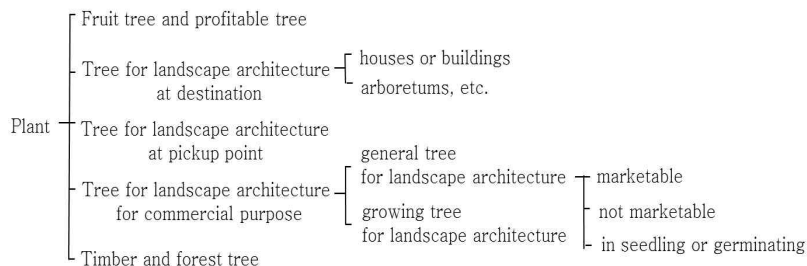 Fruit tree and profitable tree
Tree for landscape architecture
at destination
houses or buildings
arboretums, etc.
Plant
Tree for landscape architecture
at pickup point
Tree for landscape architecture
for commercial purpose
general tree
for landscape architecture
marketable
not marketable
in seedling or germinating
growing tree
for landscape architecture
Timber and forest tree